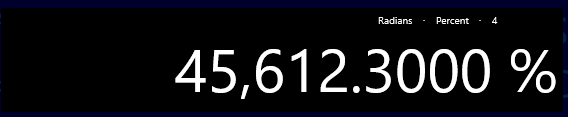 Radians · Percent · 4
45,612.3000 %